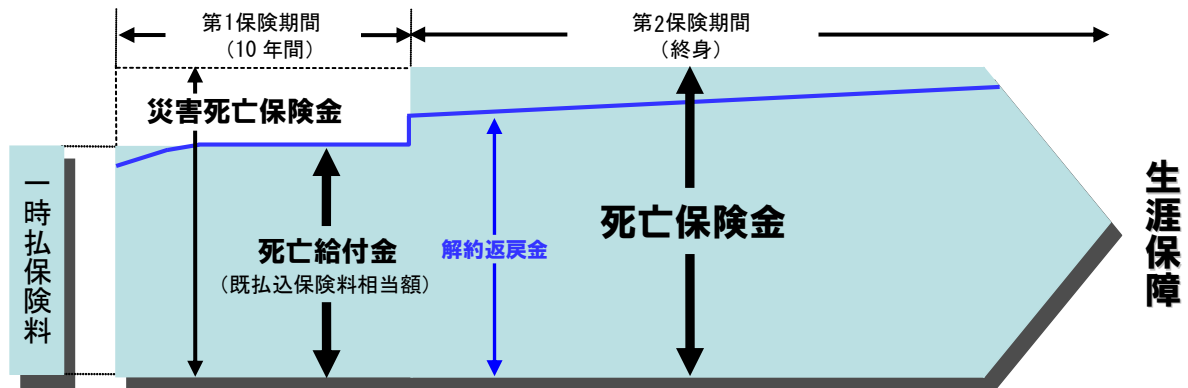 第1保険期間
（10 年間）
第2保険期間
（終身）
災害死亡保険金
一時払保険料
死亡給付金
（既払込保険料相当額）
解約返戻金
死亡保険金
生涯保障